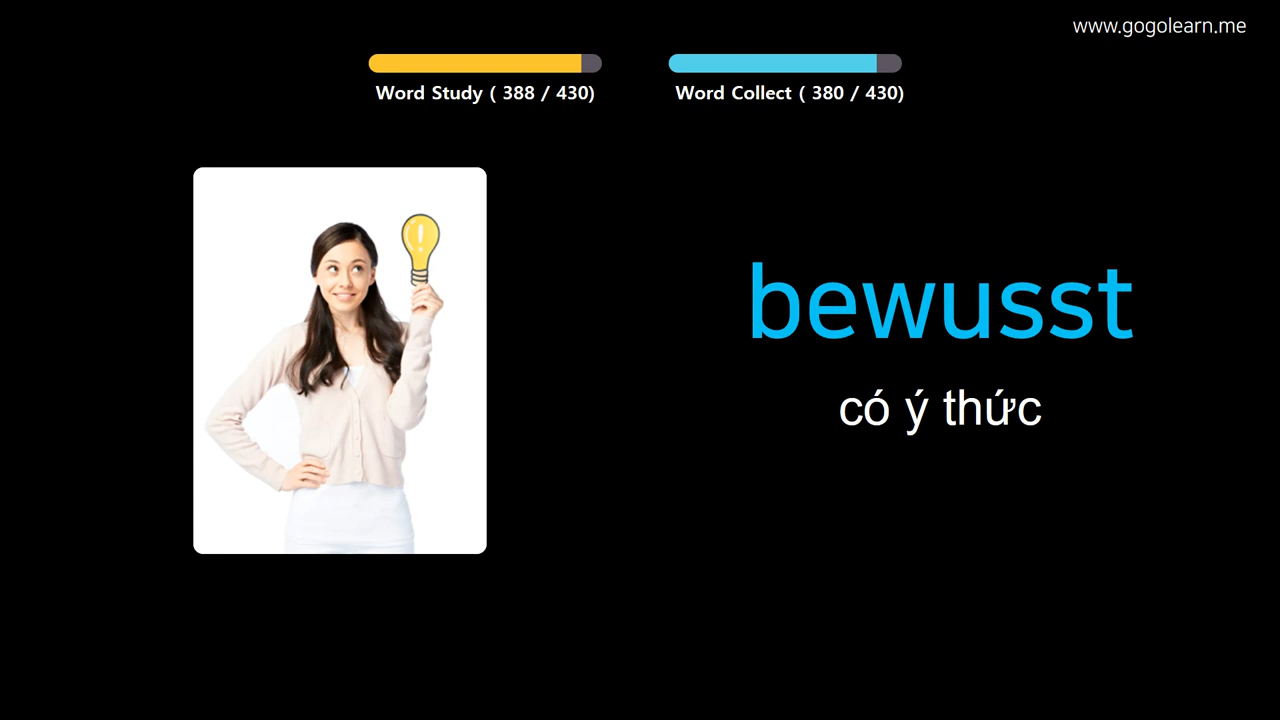 www.gogolearn.me
Word Study ( 388 / 430)
Word Collect ( 380 / 430)
bewusst
có ý thức